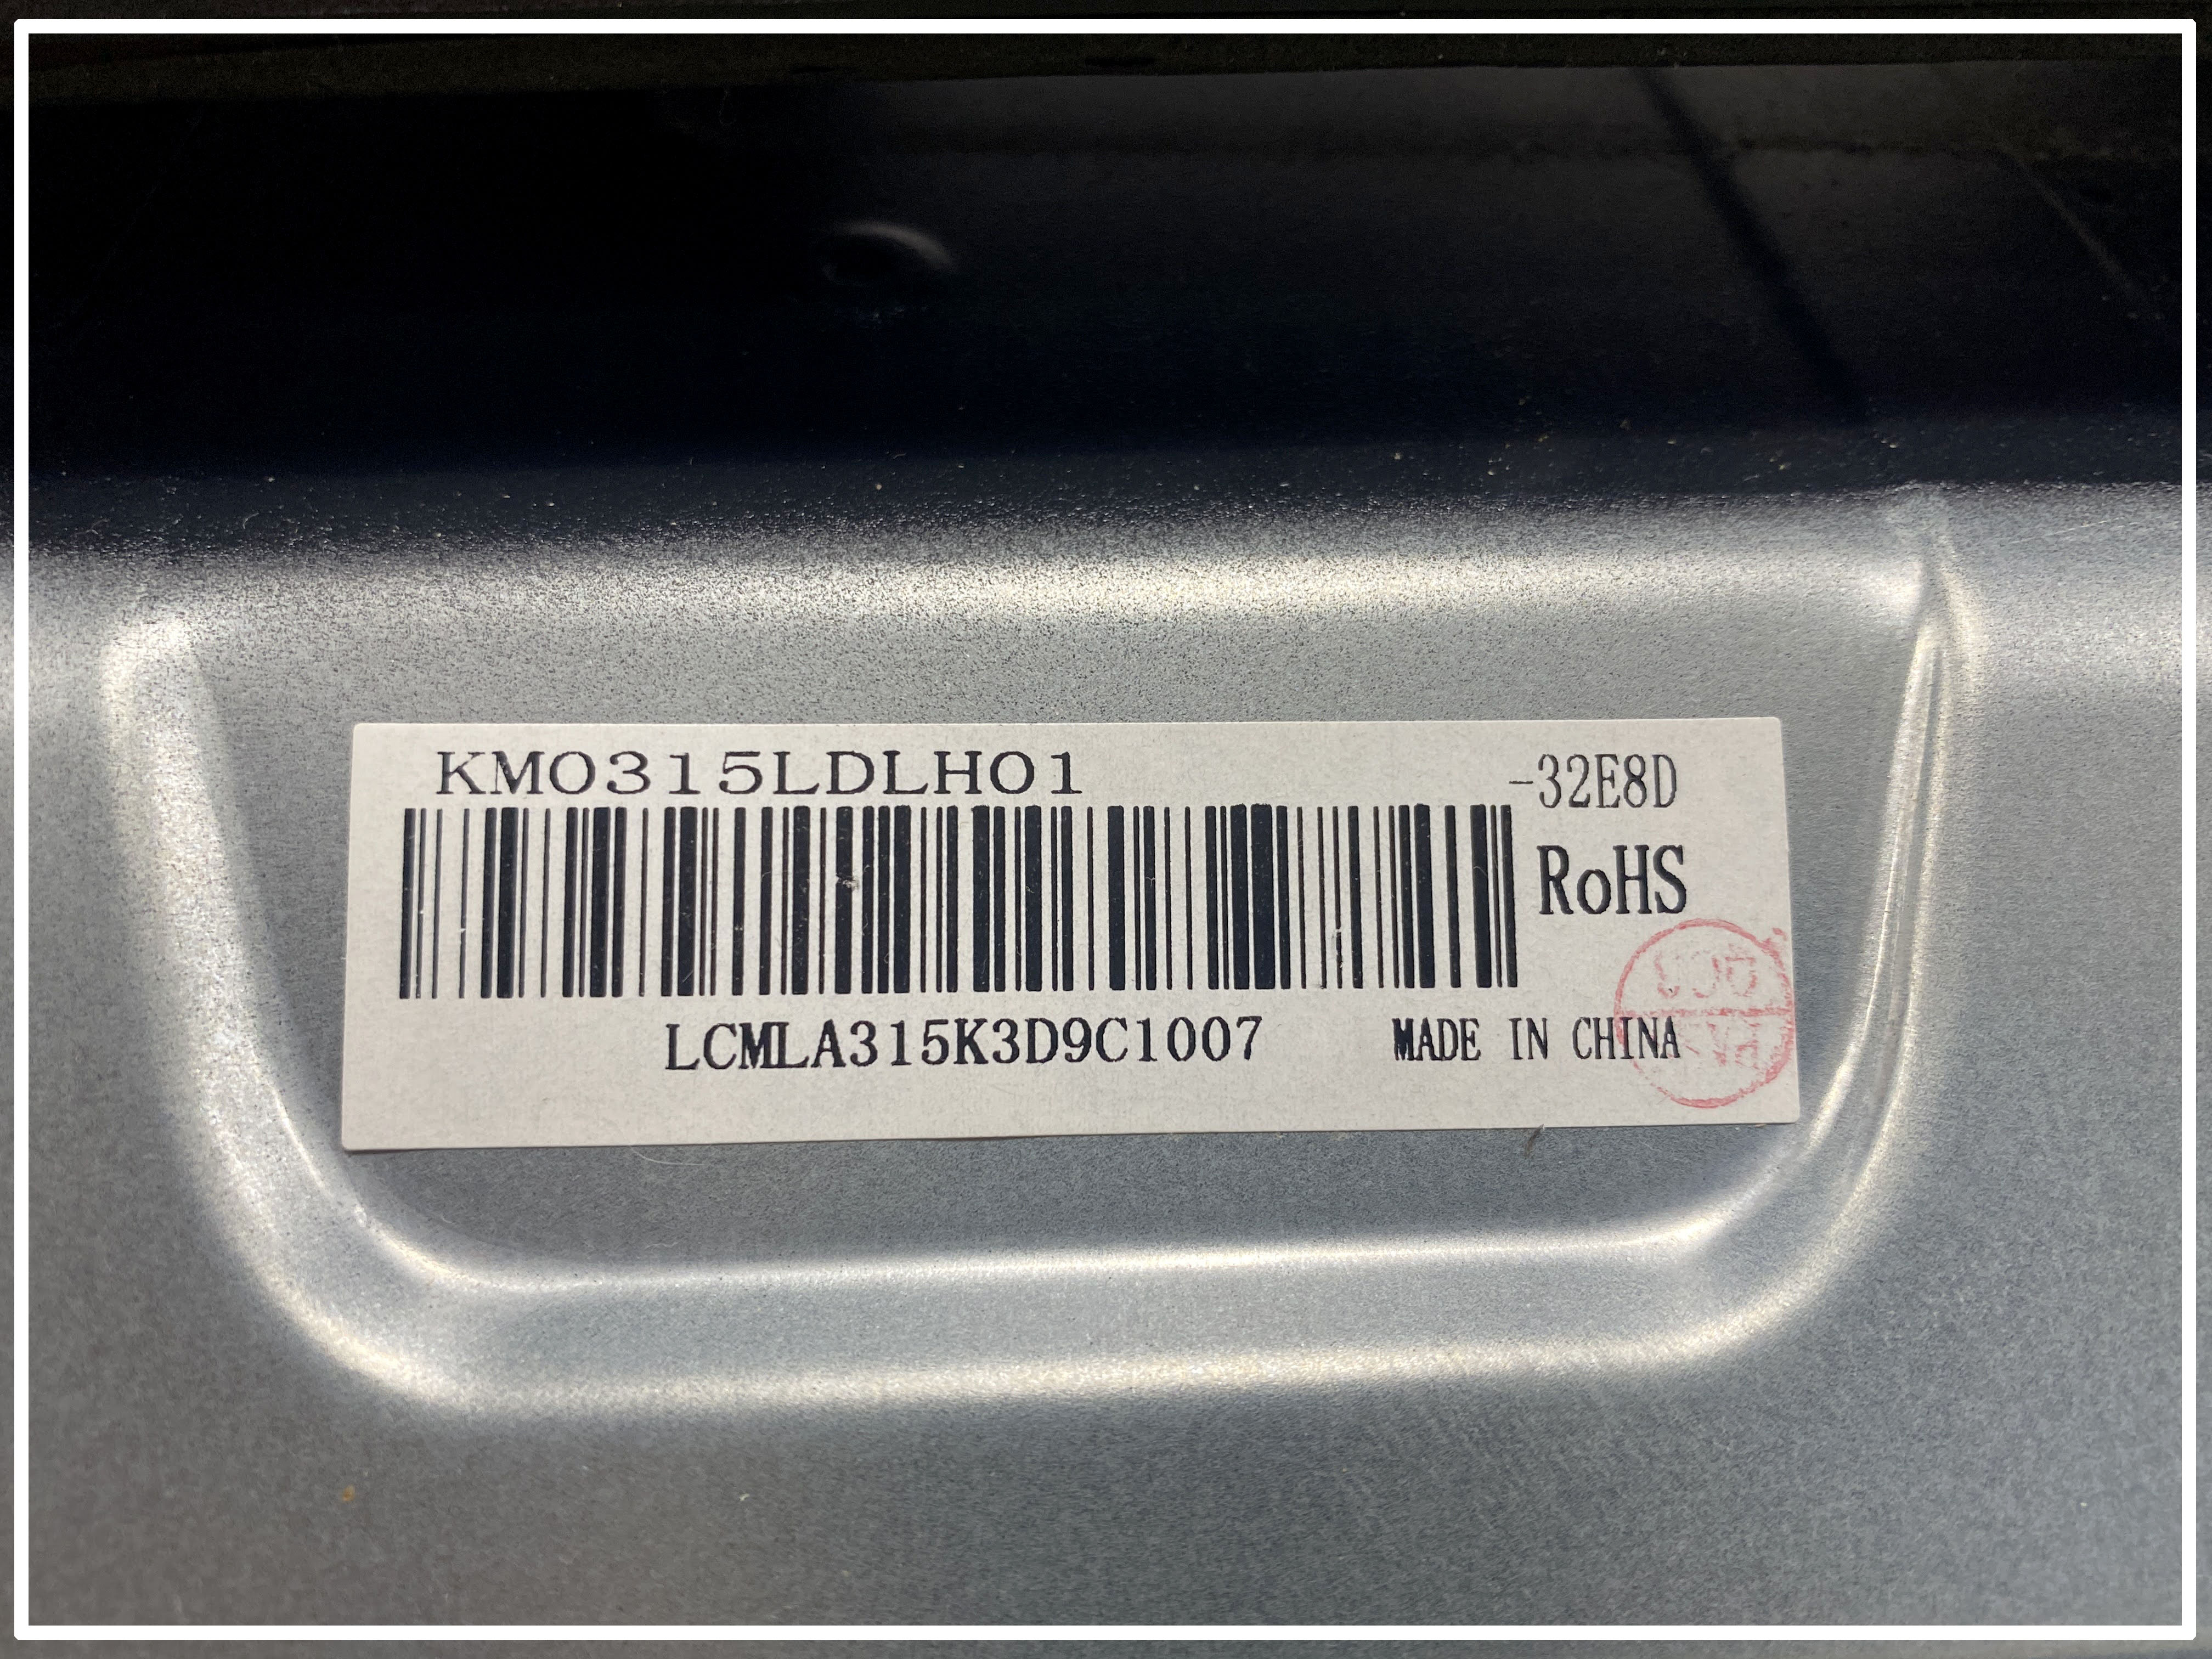 KM0315LDLH01 -32E8D
RoHS
LCMLA315K3D9C1007 MADE IN CHINA